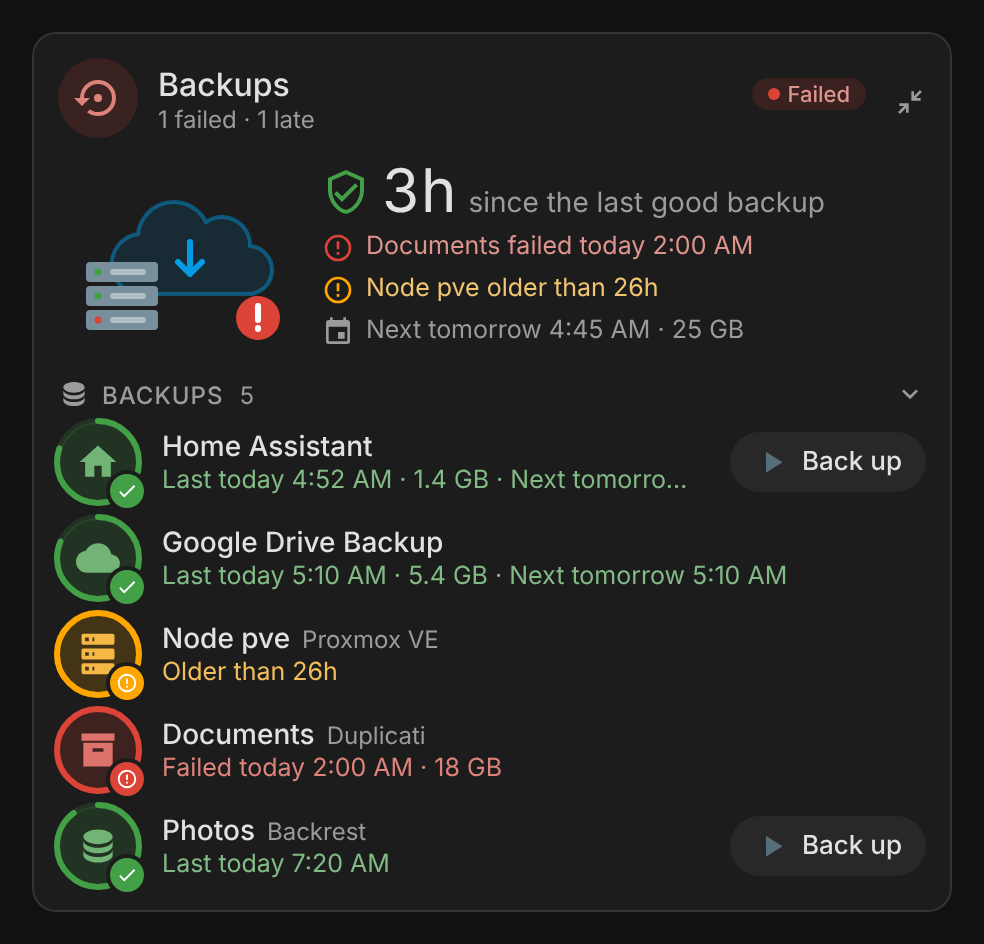 Backups
1 failed · 1 late
Failed
3h since the last good backup
Documents failed today 2:00 AM
Node pve older than 26h
Next tomorrow 4:45 AM · 25 GB
BACKUPS 5
Home Assistant
Last today 4:52 AM · 1.4 GB · Next tomorro...
Back up
Google Drive Backup
Last today 5:10 AM · 5.4 GB · Next tomorrow 5:10 AM
Node pve Proxmox VE
Older than 26h
Documents Duplicati
Failed today 2:00 AM · 18 GB
Photos Backrest
Last today 7:20 AM
Back up